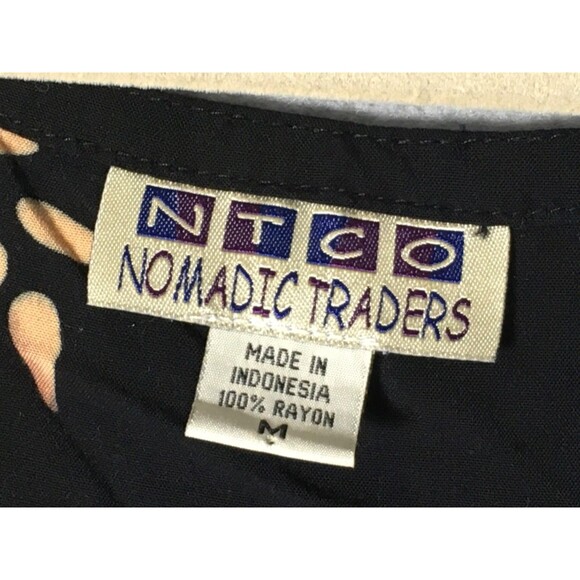 NTCO
NOMADIC TRADERS
MADE IN
INDONESIA
100% RAYON
M